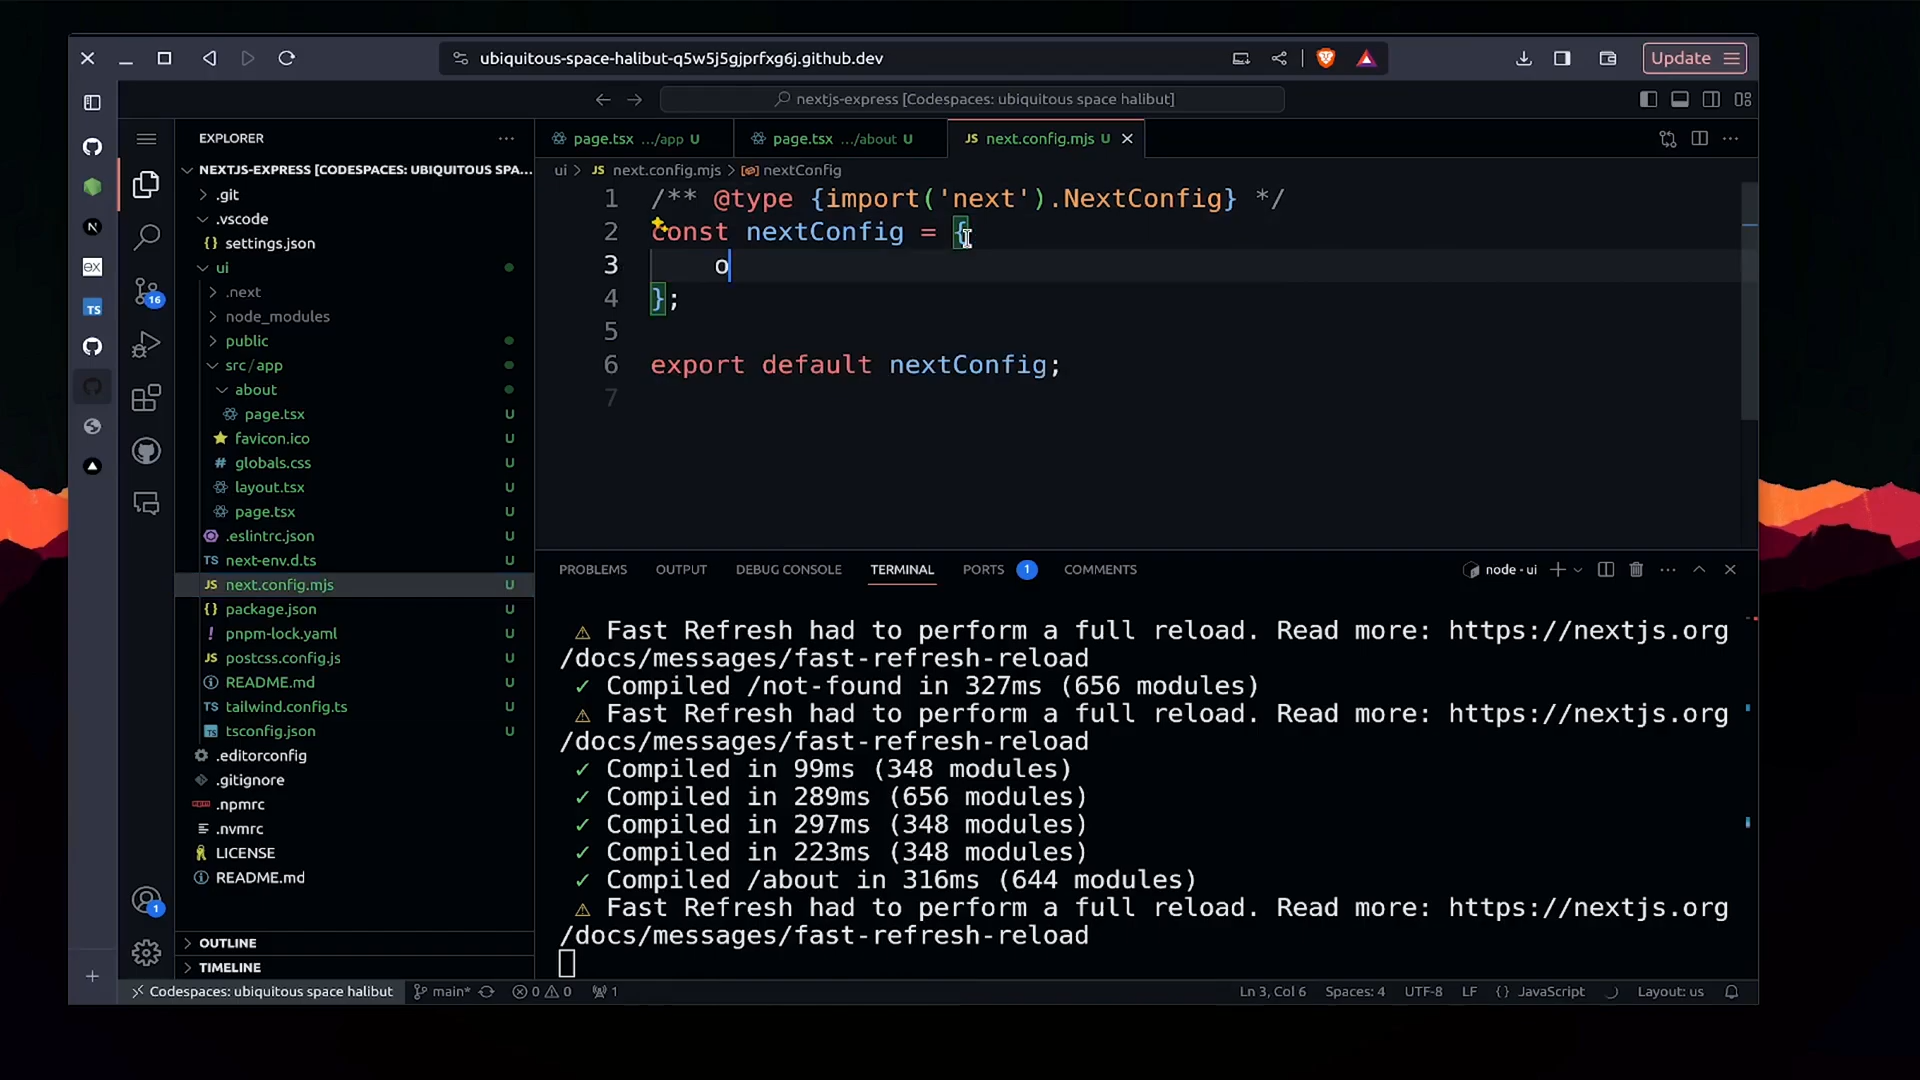 ubiquitous-space-halibut-q5w5j5gjprfxg6j.github.dev
Update
nextjs-express [Codespaces: ubiquitous space halibut]
EXPLORER
NEXTJS-EXPRESS [CODESPACES: UBIQUITOUS SPA...
.git
.vscode
{} settings.json
ui
.next
node_modules
public
src/app
about
page.tsx U
favicon.ico U
# globals.css U
layout.tsx U
page.tsx U
.eslintrc.json U
TS next-env.d.ts U
JS next.config.mjs U
{} package.json U
! pnpm-lock.yaml U
JS postcss.config.js U
README.md U
TS tailwind.config.ts U
TS tsconfig.json U
.editorconfig
.gitignore
.npmrc
.nvmrc
LICENSE
README.md
OUTLINE
TIMELINE
N
ex
TS
16
1
page.tsx .../app U
page.tsx .../about U
JS next.config.mjs U
ui > JS next.config.mjs > nextConfig
1 /** @type {import('next').NextConfig} */
2 const nextConfig = {
3 o
4 };
5
6 export default nextConfig;
7
PROBLEMS OUTPUT DEBUG CONSOLE TERMINAL PORTS 1 COMMENTS
node - ui
⚠ Fast Refresh had to perform a full reload. Read more: https://nextjs.org
/docs/messages/fast-refresh-reload
✓ Compiled /not-found in 327ms (656 modules)
⚠ Fast Refresh had to perform a full reload. Read more: https://nextjs.org
/docs/messages/fast-refresh-reload
✓ Compiled in 99ms (348 modules)
✓ Compiled in 289ms (656 modules)
✓ Compiled in 297ms (348 modules)
✓ Compiled in 223ms (348 modules)
✓ Compiled /about in 316ms (644 modules)
⚠ Fast Refresh had to perform a full reload. Read more: https://nextjs.org
/docs/messages/fast-refresh-reload
Codespaces: ubiquitous space halibut main* 0 0 1
Ln 3, Col 6 Spaces: 4 UTF-8 LF {} JavaScript Layout: us